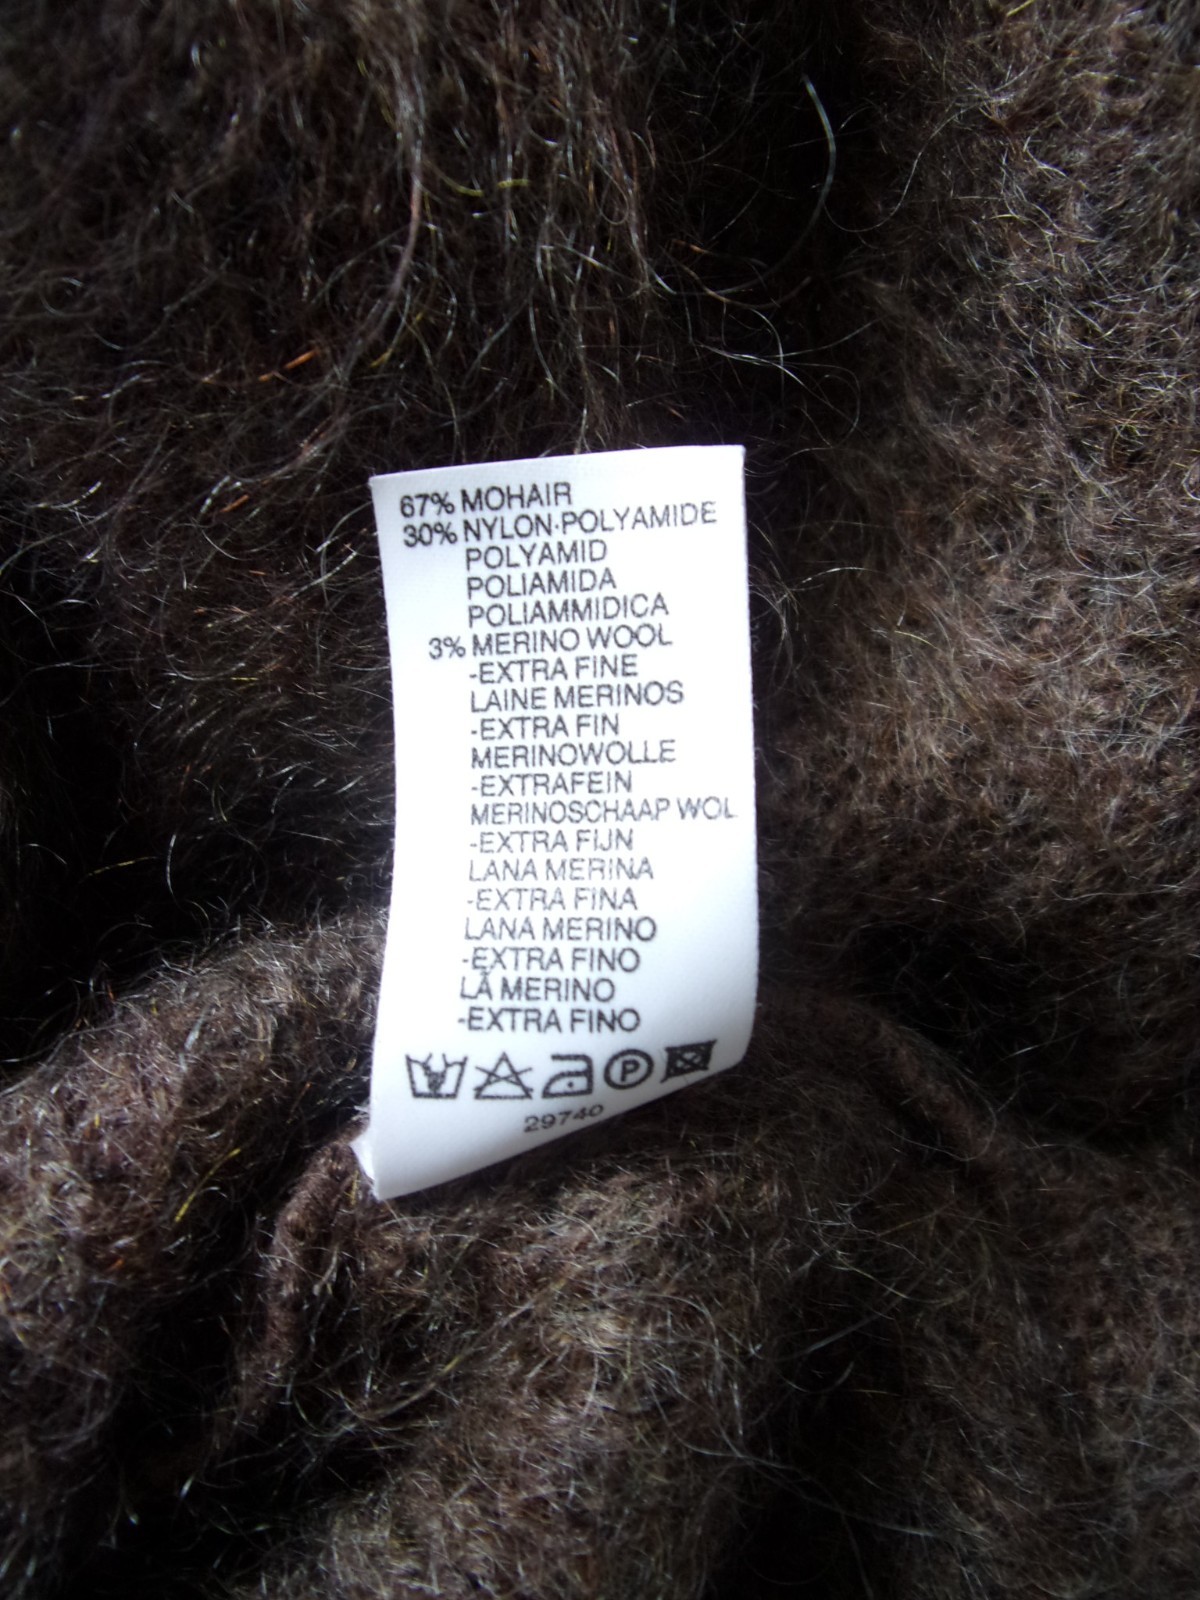 67% MOHAIR
30% NYLON·POLYAMIDE
POLYAMID
POLIAMIDA
POLIAMMIDICA
3% MERINO WOOL
-EXTRA FINE
LAINE MERINOS
-EXTRA FIN
MERINOWOLLE
-EXTRAFEIN
MERINOSCHAAP WOL
-EXTRA FIJN
LANA MERINA
-EXTRA FINA
LANA MERINO
-EXTRA FINO
LÃ MERINO
-EXTRA FINO
P
29740